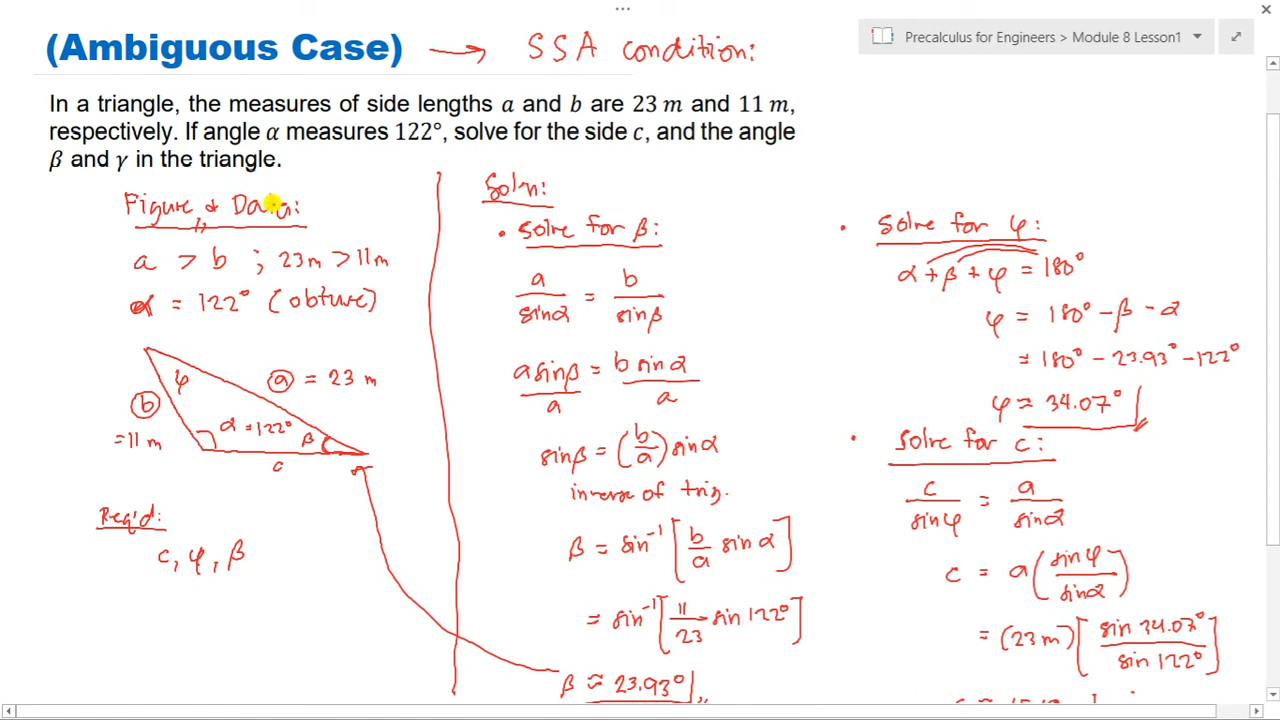 (Ambiguous Case) → SSA condition:
Precalculus for Engineers > Module 8 Lesson1
In a triangle, the measures of side lengths a and b are 23 m and 11 m,
respectively. If angle α measures 122°, solve for the side c, and the angle
β and γ in the triangle.
Figure & Data:
a > b ; 23m > 11m
α = 122° (obtuse)
φ
ⓐ = 23 m
ⓑ
= 11 m
α = 122°
β
c
Req'd:
c, φ, β
Soln:
• Solve for β:
a/sinα = b/sinβ
asinβ/a = b sinα/a
sinβ = (b/a) sinα
inverse of trig.
β = sin⁻¹[b/a sinα]
= sin⁻¹[11/23 sin 122°]
β ≈ 23.93°
• Solve for φ:
α + β + φ = 180°
φ = 180° - β - α
= 180° - 23.93° - 122°
φ ≈ 34.07°
• Solve for c:
c/sinφ = a/sinα
c = a(sinφ/sinα)
= (23m)[sin 34.07°/sin 122°]